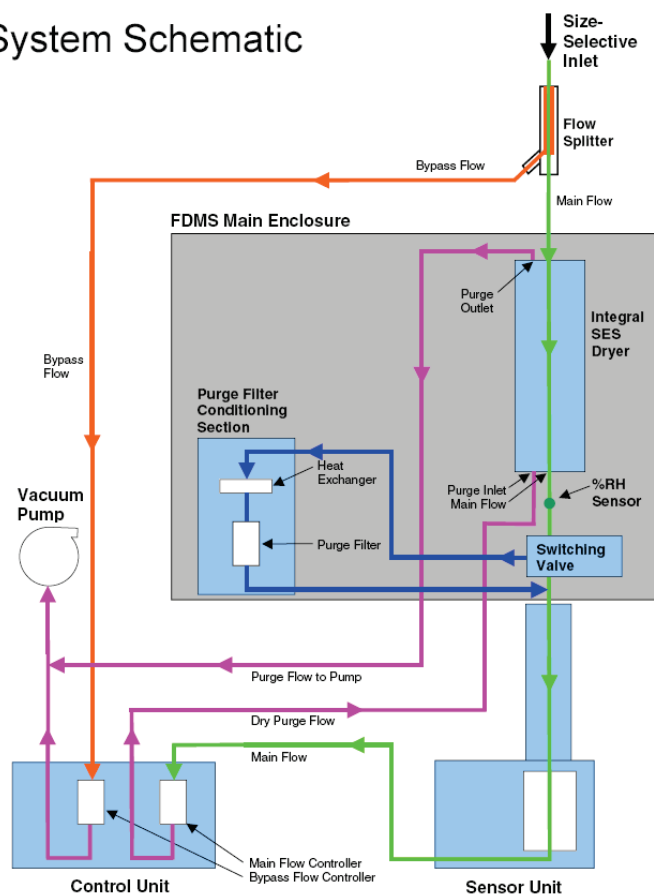 System Schematic
Size-
Selective
Inlet
Flow
Splitter
Bypass Flow
Main Flow
FDMS Main Enclosure
Purge
Outlet
Integral
SES
Dryer
Bypass
Flow
Purge Filter
Conditioning
Section
Heat
Exchanger
Purge Inlet
Main Flow
%RH
Sensor
Vacuum
Pump
Purge Filter
Switching
Valve
Purge Flow to Pump
Dry Purge Flow
Main Flow
Main Flow Controller
Bypass Flow Controller
Control Unit
Sensor Unit